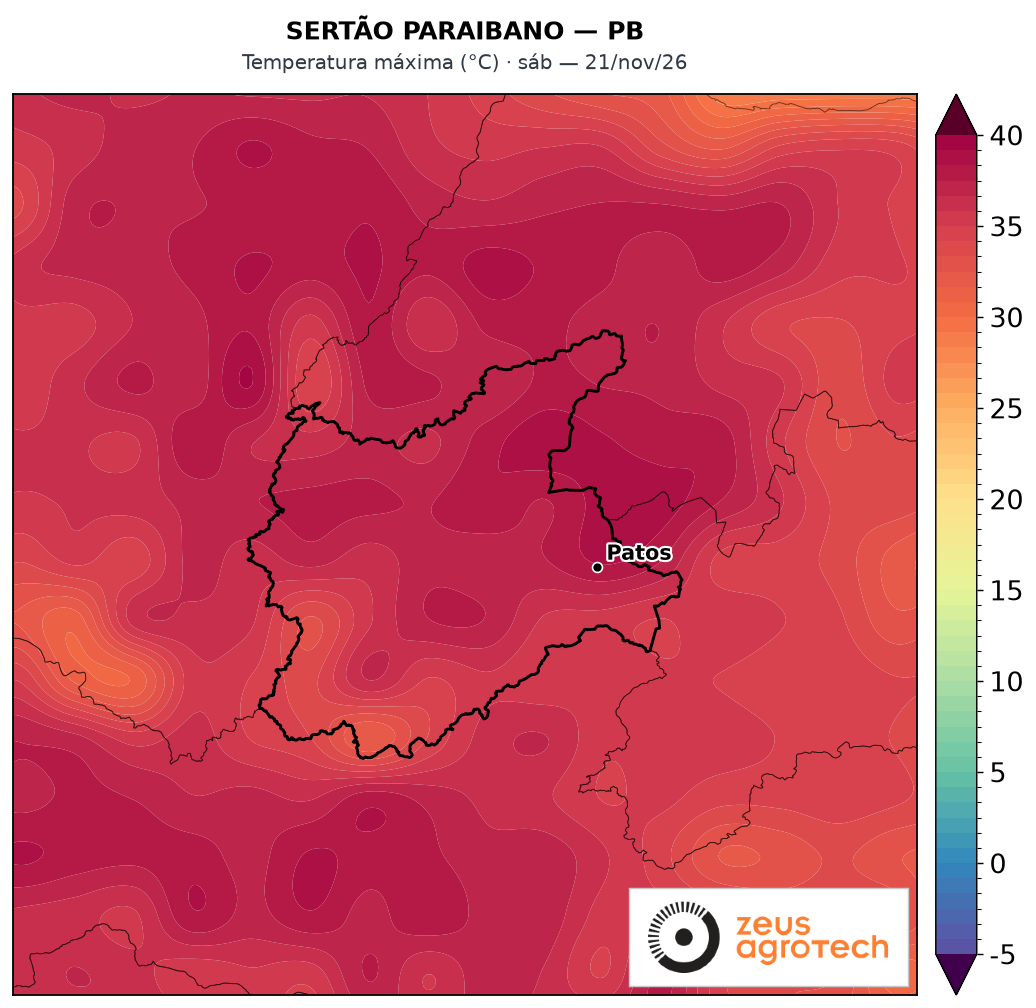 SERTÃO PARAIBANO — PB
Temperatura máxima (°C) · sáb — 21/nov/26
40
35
30
25
20
15
10
5
0
-5
Patos
zeus
agrotech